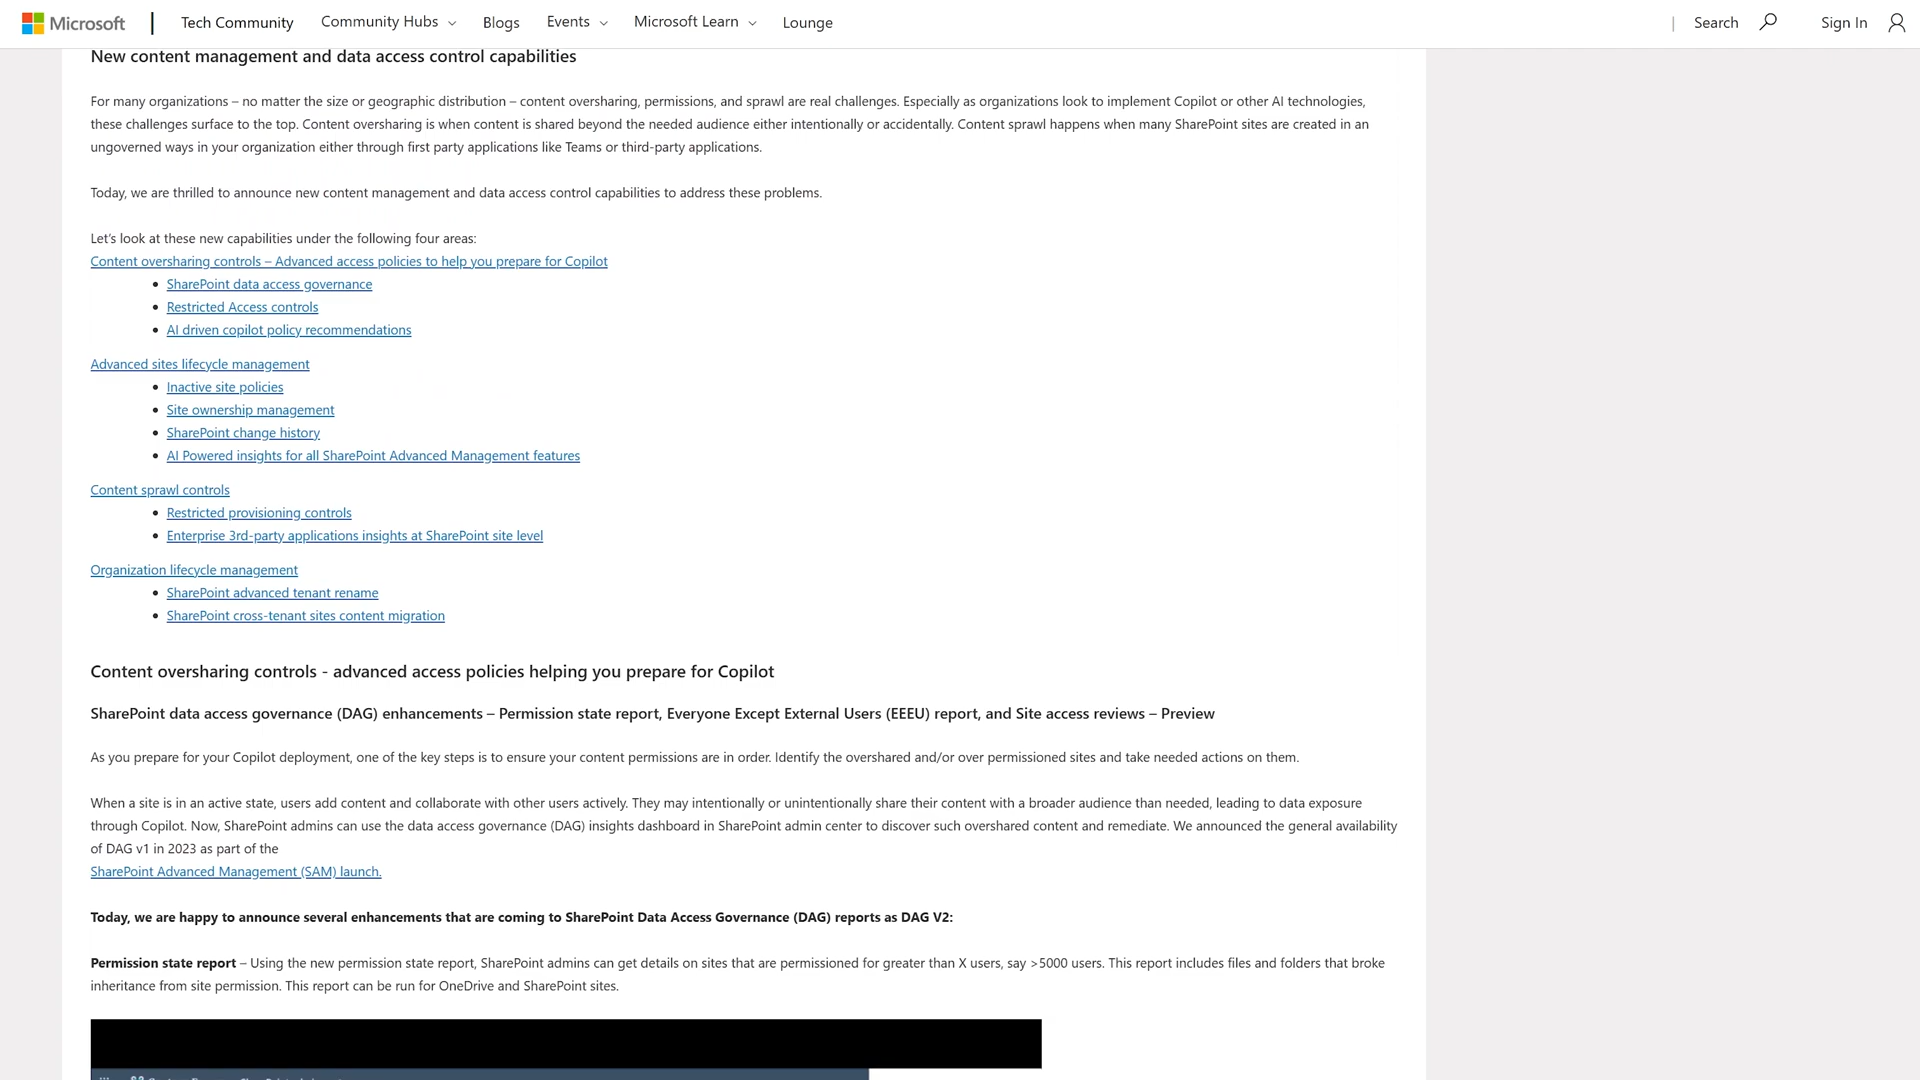 Microsoft
Tech Community
Community Hubs
Blogs
Events
Microsoft Learn
Lounge
Search
Sign In
New content management and data access control capabilities
For many organizations – no matter the size or geographic distribution – content oversharing, permissions, and sprawl are real challenges. Especially as organizations look to implement Copilot or other AI technologies,
these challenges surface to the top. Content oversharing is when content is shared beyond the needed audience either intentionally or accidentally. Content sprawl happens when many SharePoint sites are created in an
ungoverned ways in your organization either through first party applications like Teams or third-party applications.
Today, we are thrilled to announce new content management and data access control capabilities to address these problems.
Let’s look at these new capabilities under the following four areas:
Content oversharing controls – Advanced access policies to help you prepare for Copilot
• SharePoint data access governance
• Restricted Access controls
• AI driven copilot policy recommendations
Advanced sites lifecycle management
• Inactive site policies
• Site ownership management
• SharePoint change history
• AI Powered insights for all SharePoint Advanced Management features
Content sprawl controls
• Restricted provisioning controls
• Enterprise 3rd-party applications insights at SharePoint site level
Organization lifecycle management
• SharePoint advanced tenant rename
• SharePoint cross-tenant sites content migration
Content oversharing controls - advanced access policies helping you prepare for Copilot
SharePoint data access governance (DAG) enhancements – Permission state report, Everyone Except External Users (EEEU) report, and Site access reviews – Preview
As you prepare for your Copilot deployment, one of the key steps is to ensure your content permissions are in order. Identify the overshared and/or over permissioned sites and take needed actions on them.
When a site is in an active state, users add content and collaborate with other users actively. They may intentionally or unintentionally share their content with a broader audience than needed, leading to data exposure
through Copilot. Now, SharePoint admins can use the data access governance (DAG) insights dashboard in SharePoint admin center to discover such overshared content and remediate. We announced the general availability
of DAG v1 in 2023 as part of the
SharePoint Advanced Management (SAM) launch.
Today, we are happy to announce several enhancements that are coming to SharePoint Data Access Governance (DAG) reports as DAG V2:
Permission state report – Using the new permission state report, SharePoint admins can get details on sites that are permissioned for greater than X users, say >5000 users. This report includes files and folders that broke
inheritance from site permission. This report can be run for OneDrive and SharePoint sites.